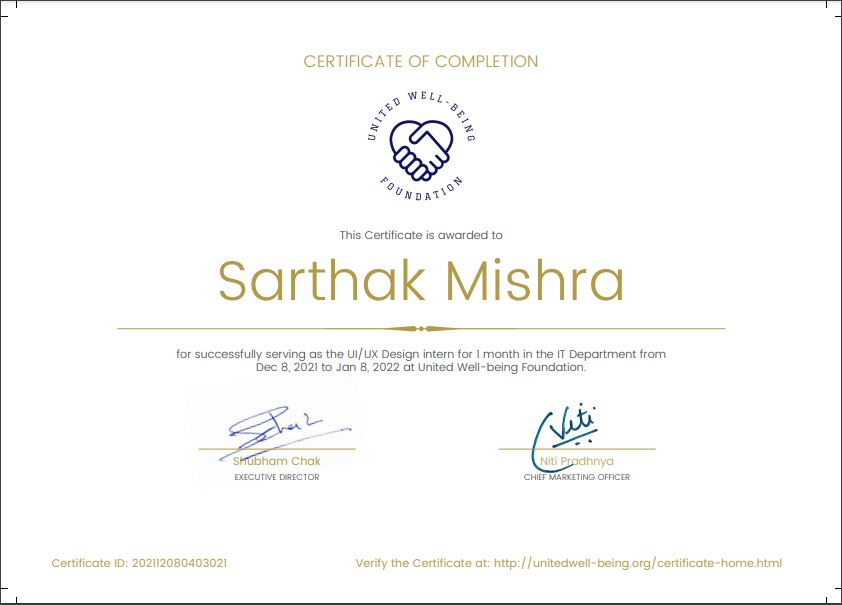 CERTIFICATE OF COMPLETION
UNITED WELL-BEING
FOUNDATION
This Certificate is awarded to
Sarthak Mishra
for successfully serving as the UI/UX Design intern for 1 month in the IT Department from
Dec 8, 2021 to Jan 8, 2022 at United Well-being Foundation.
Viti
Shubham Chak
Niti Pradhnya
EXECUTIVE DIRECTOR
CHIEF MARKETING OFFICER
Certificate ID: 202112080403021
Verify the Certificate at: http://unitedwell-being.org/certificate-home.html